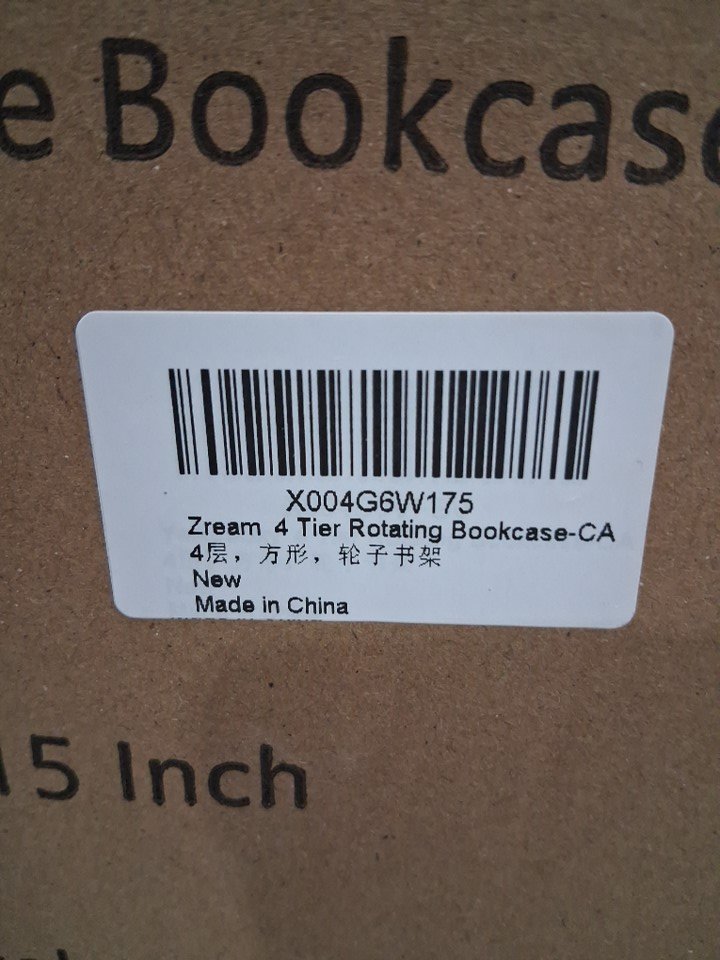 e Bookcase
X004G6W175
Zream 4 Tier Rotating Bookcase-CA
4层，方形，轮子书架
New
Made in China
15 Inch